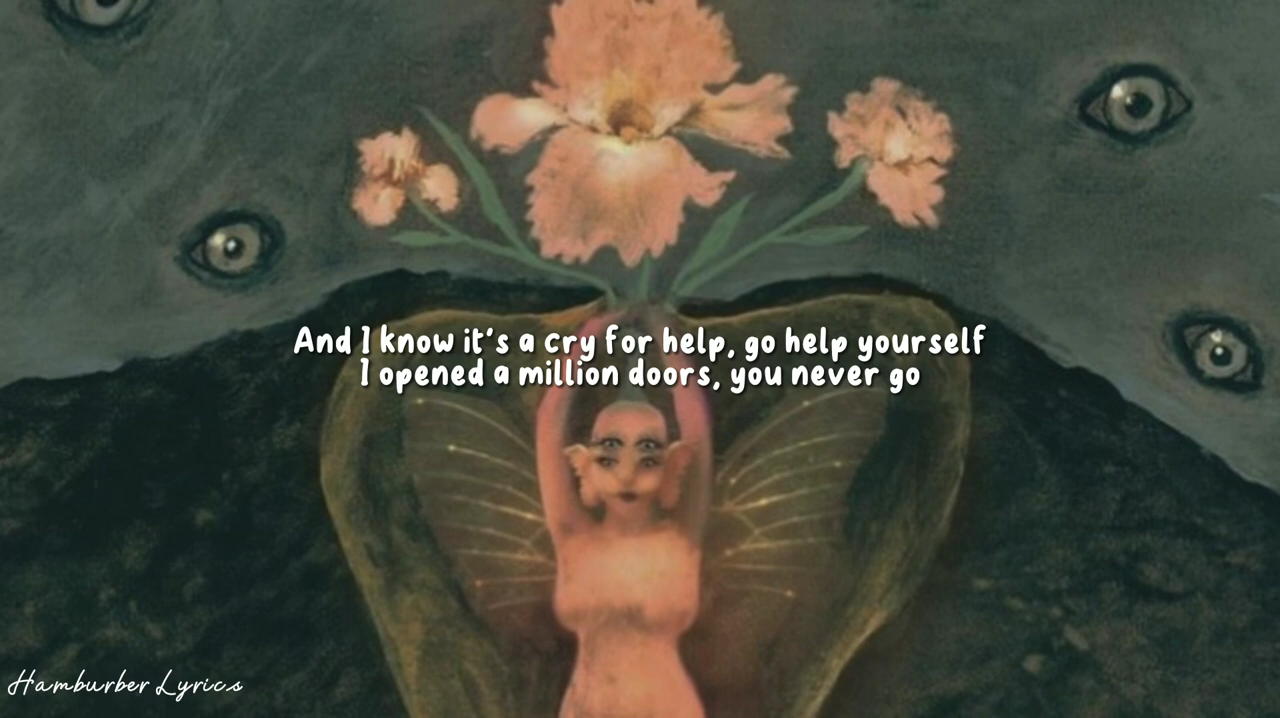 And I know it's a cry for help, go help yourself
I opened a million doors, you never go
Hamburber Lyrics